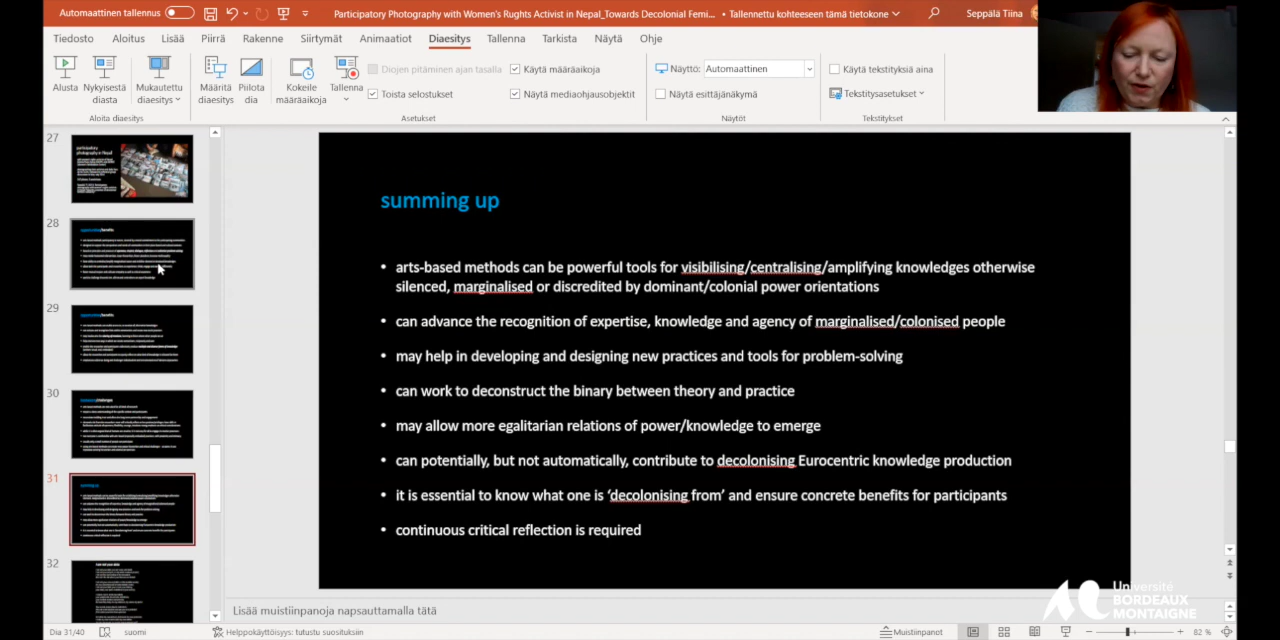 Automaattinen tallennus
Participatory Photography with Women's Rughts Activist in Nepal_Towards Decolonial Femi... • Tallennettu kohteeseen tämä tietokone
Seppälä Tiina
Tiedosto Aloitus Lisää Piirrä Rakenne Siirtymät Animaatiot Diaesitys Tallenna Tarkista Näytä Ohje
Alusta
Nykyisestä
diasta
Mukautettu
diaesitys
Määritä
diaesitys
Piilota
dia
Kokeile
määräaikoja
Tallenna
Diojen pitäminen ajan tasalla
Toista selostukset
Käytä määräaikoja
Näytä mediaohjausobjektit
Näyttö: Automaattinen
Näytä esittäjänäkymä
Käytä tekstityksiä aina
Tekstitysasetukset
Aloita diaesitys
Asetukset
Näytöt
Tekstitykset
27
participatory
photography in Nepal
28
29
30
31
summing up
32
summing up
• arts-based methods can be powerful tools for visibilising/centralising/amplifying knowledges otherwise
silenced, marginalised or discredited by dominant/colonial power orientations
• can advance the recognition of expertise, knowledge and agency of marginalised/colonised people
• may help in developing and designing new practices and tools for problem-solving
• can work to deconstruct the binary between theory and practice
• may allow more egalitarian relations of power/knowledge to emerge
• can potentially, but not automatically, contribute to decolonising Eurocentric knowledge production
• it is essential to know what one is ‘decolonising from’ and ensure concrete benefits for participants
• continuous critical reflection is required
Université
BORDEAUX
MONTAIGNE
Lisää muistiinpanoja napsauttamalla tätä
Dia 31/40
suomi
Helppokäyttöisyys: tutustu suosituksiin
Muistiinpanot
82 %